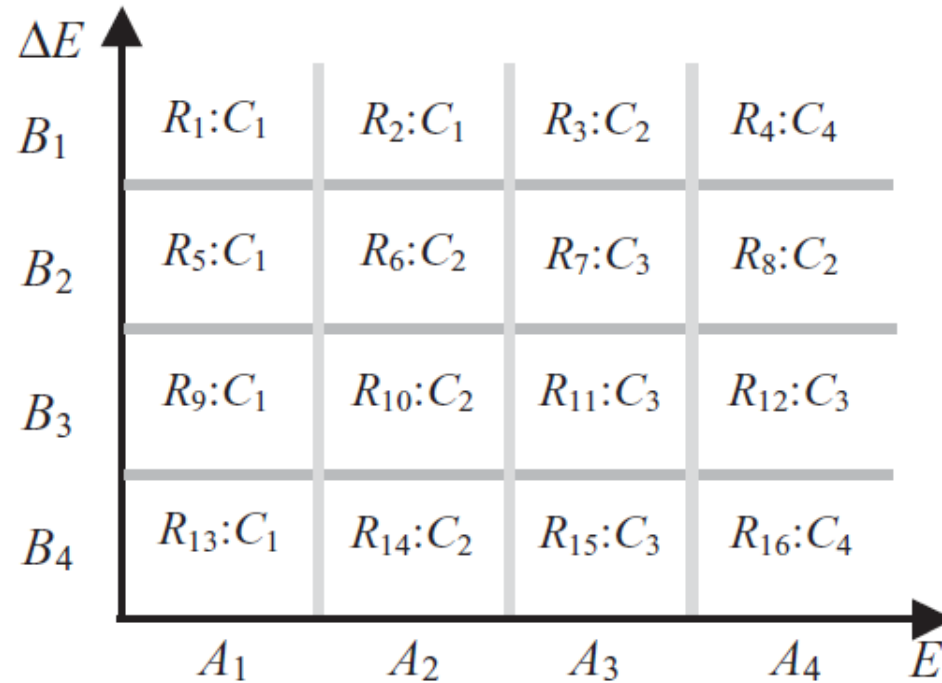 ΔE
B₁ R₁:C₁ R₂:C₁ R₃:C₂ R₄:C₄
B₂ R₅:C₁ R₆:C₂ R₇:C₃ R₈:C₂
B₃ R₉:C₁ R₁₀:C₂ R₁₁:C₃ R₁₂:C₃
B₄ R₁₃:C₁ R₁₄:C₂ R₁₅:C₃ R₁₆:C₄
A₁ A₂ A₃ A₄ E